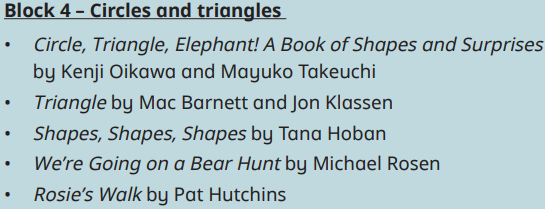 Block 4 – Circles and triangles
• Circle, Triangle, Elephant! A Book of Shapes and Surprises
by Kenji Oikawa and Mayuko Takeuchi
• Triangle by Mac Barnett and Jon Klassen
• Shapes, Shapes, Shapes by Tana Hoban
• We’re Going on a Bear Hunt by Michael Rosen
• Rosie’s Walk by Pat Hutchins